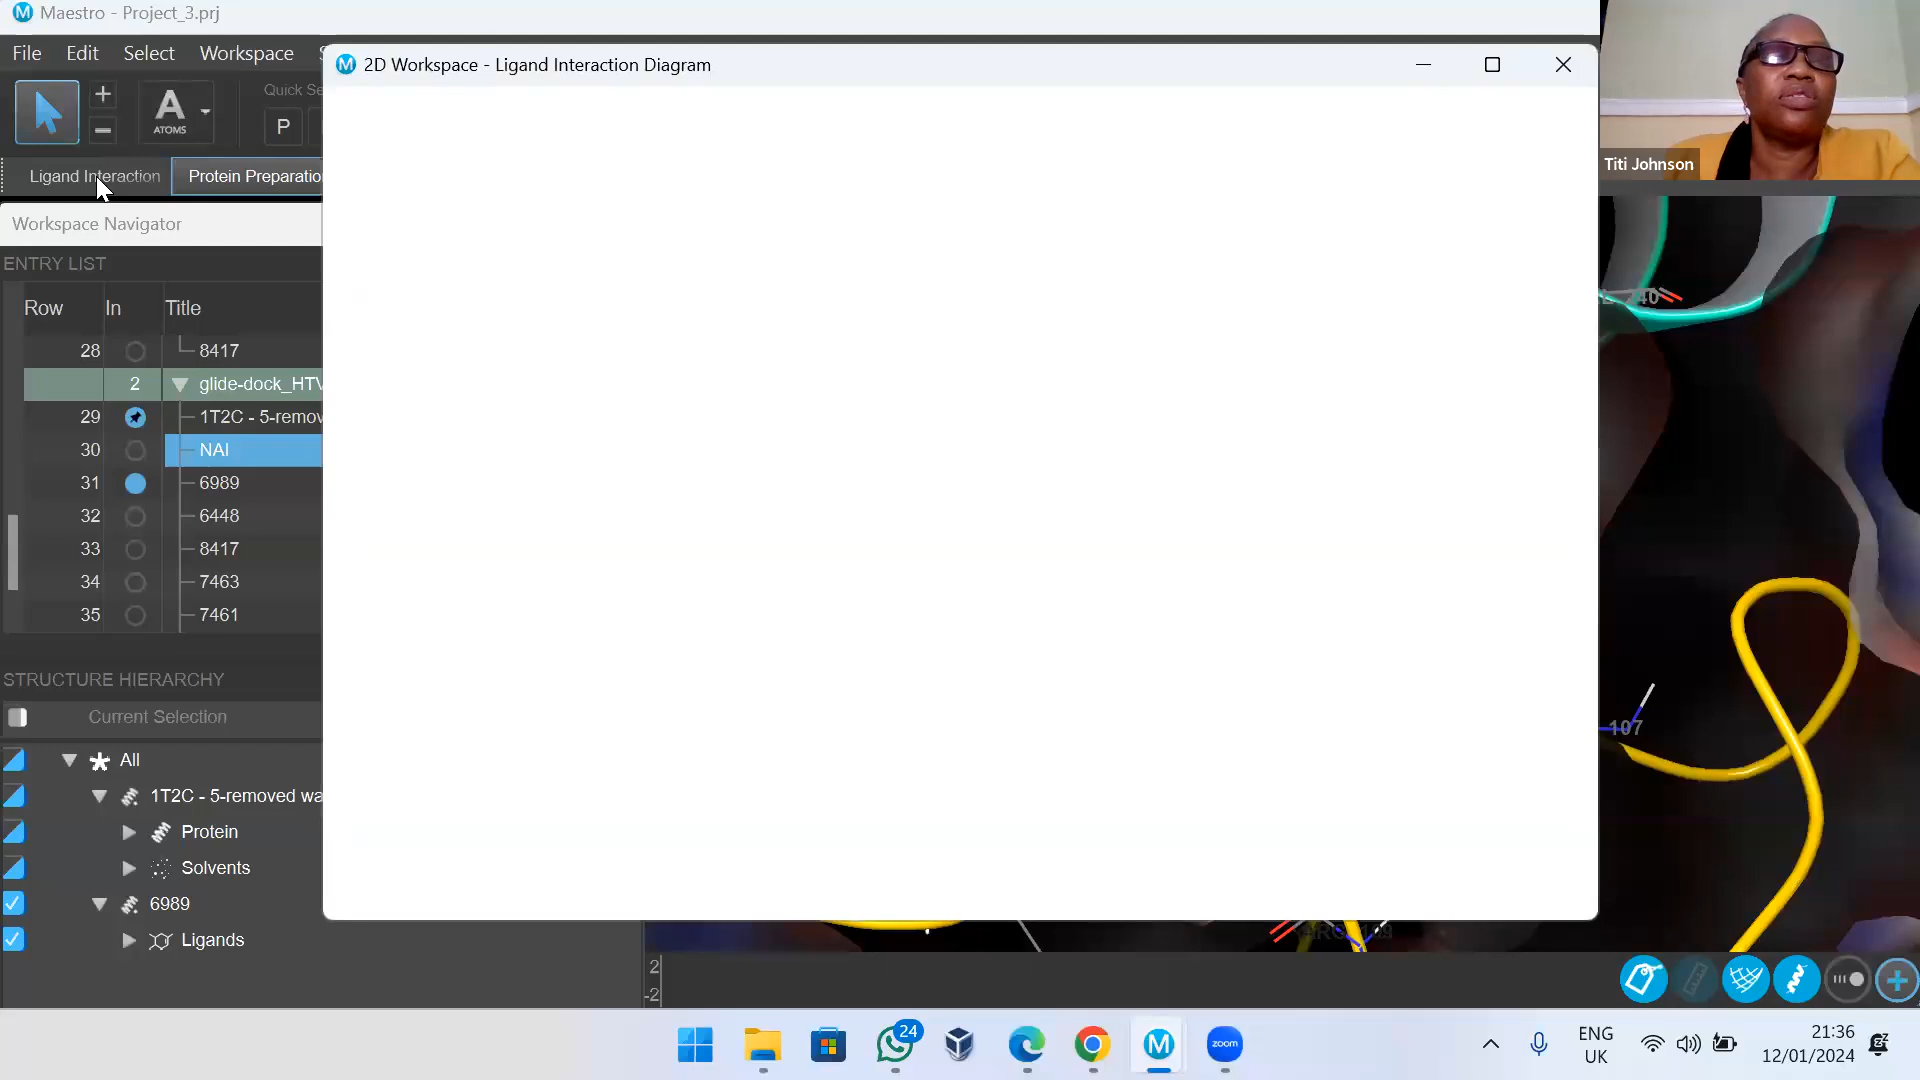 Maestro - Project_3.prj
File Edit Select Workspace
2D Workspace - Ligand Interaction Diagram
A
ATOMS
Quick Se
P
Ligand Interaction
Protein Preparatio
Titi Johnson
Workspace Navigator
ENTRY LIST
Row In Title
28 8417
2 glide-dock_HTV
29 1T2C - 5-remov
30 NAI
31 6989
32 6448
33 8417
34 7463
35 7461
STRUCTURE HIERARCHY
Current Selection
All
1T2C - 5-removed wa
Protein
Solvents
6989
Ligands
107
2
-2
24
zoom
ENG
UK
21:36
12/01/2024